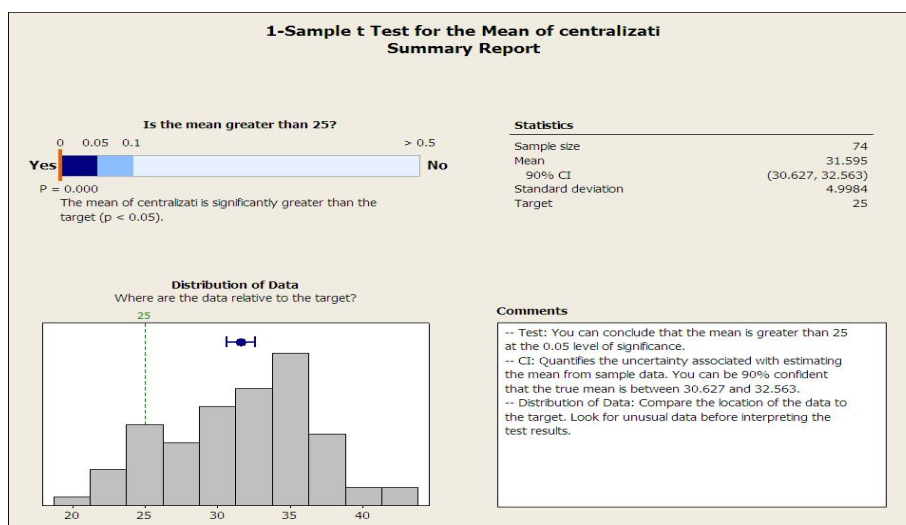 1-Sample t Test for the Mean of centralizati
Summary Report
Is the mean greater than 25?
0 0.05 0.1 > 0.5
Yes No
P = 0.000
The mean of centralizati is significantly greater than the
target (p < 0.05).
Statistics
Sample size 74
Mean 31.595
90% CI (30.627, 32.563)
Standard deviation 4.9984
Target 25
Distribution of Data
Where are the data relative to the target?
25
20 25 30 35 40
Comments
-- Test: You can conclude that the mean is greater than 25
at the 0.05 level of significance.
-- CI: Quantifies the uncertainty associated with estimating
the mean from sample data. You can be 90% confident
that the true mean is between 30.627 and 32.563.
-- Distribution of Data: Compare the location of the data to
the target. Look for unusual data before interpreting the
test results.